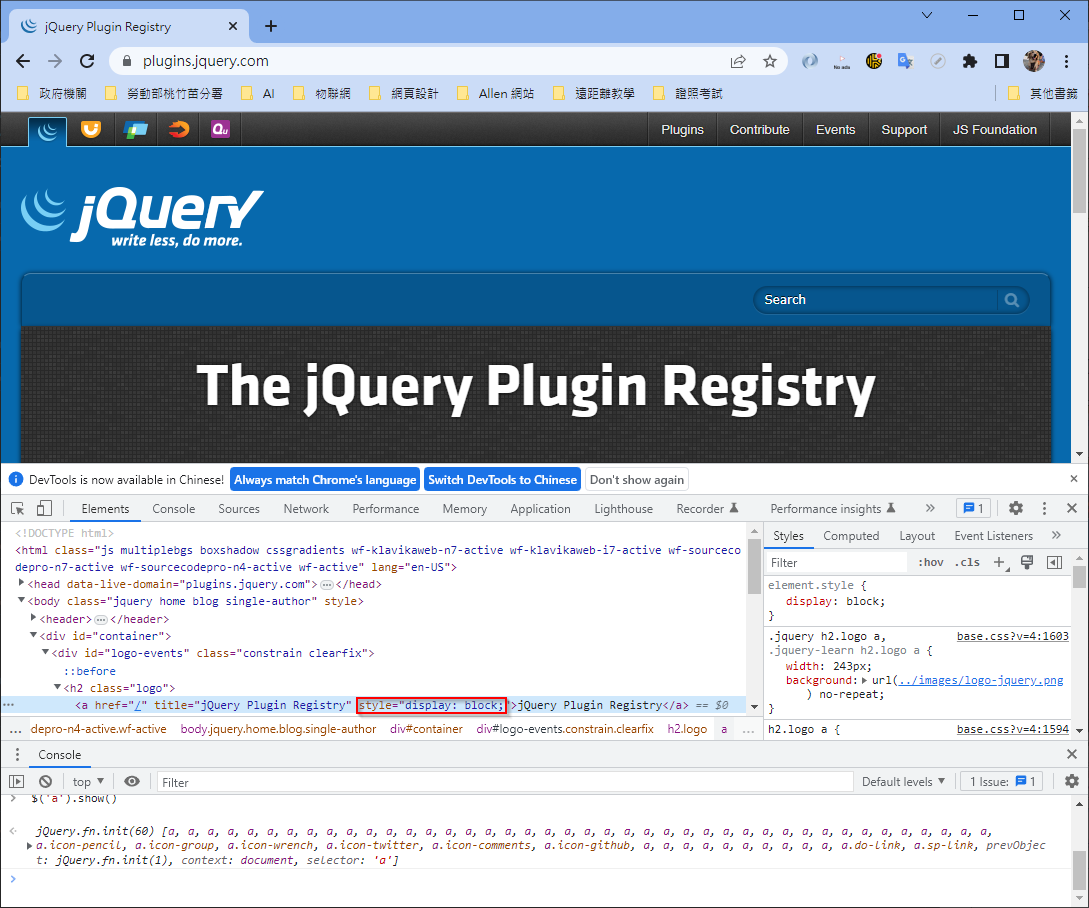 jQuery Plugin Registry
plugins.jquery.com
No ads
政府機關 勞動部桃竹苗分署 AI 物聯網 網頁設計 Allen 網站 遠距離教學 證照考試 其他書籤
Qu Plugins Contribute Events Support JS Foundation
jQuery
write less, do more.
Search
The jQuery Plugin Registry
DevTools is now available in Chinese! Always match Chrome's language Switch DevTools to Chinese Don't show again
Elements Console Sources Network Performance Memory Application Lighthouse Recorder Performance insights » 1
<!DOCTYPE html>
<html class="js multiplebgs boxshadow cssgradients wf-klavikaweb-n7-active wf-klavikaweb-i7-active wf-sourceco
depro-n7-active wf-sourcecodepro-n4-active wf-active" lang="en-US">
<head data-live-domain="plugins.jquery.com">…</head>
<body class="jquery home blog single-author" style>
<header>…</header>
<div id="container">
<div id="logo-events" class="constrain clearfix">
::before
<h2 class="logo">
… <a href="/" title="jQuery Plugin Registry" style="display: block;">jQuery Plugin Registry</a> == $0
… depro-n4-active.wf-active body.jquery.home.blog.single-author div#container div#logo-events.constrain.clearfix h2.logo a …
Styles Computed Layout Event Listeners »
Filter :hov .cls +
element.style {
display: block;
}
.jquery h2.logo a, base.css?v=4:1603
.jquery-learn h2.logo a {
width: 243px;
background: url(../images/logo-jquery.png
) no-repeat;
}
h2.logo a { base.css?v=4:1594
Console
top Filter Default levels 1 Issue: 1
$('a').show()
jQuery.fn.init(60) [a, a, a, a, a, a, a, a, a, a, a, a, a, a, a, a, a, a, a, a, a, a, a, a, a, a, a, a, a, a, a, a, a, a, a, a, a, a, a, a, a, a,
a.icon-pencil, a.icon-group, a.icon-wrench, a.icon-twitter, a.icon-comments, a.icon-github, a, a, a, a, a, a, a, a, a, a, a.do-link, a.sp-link, prevObjec
t: jQuery.fn.init(1), context: document, selector: 'a']